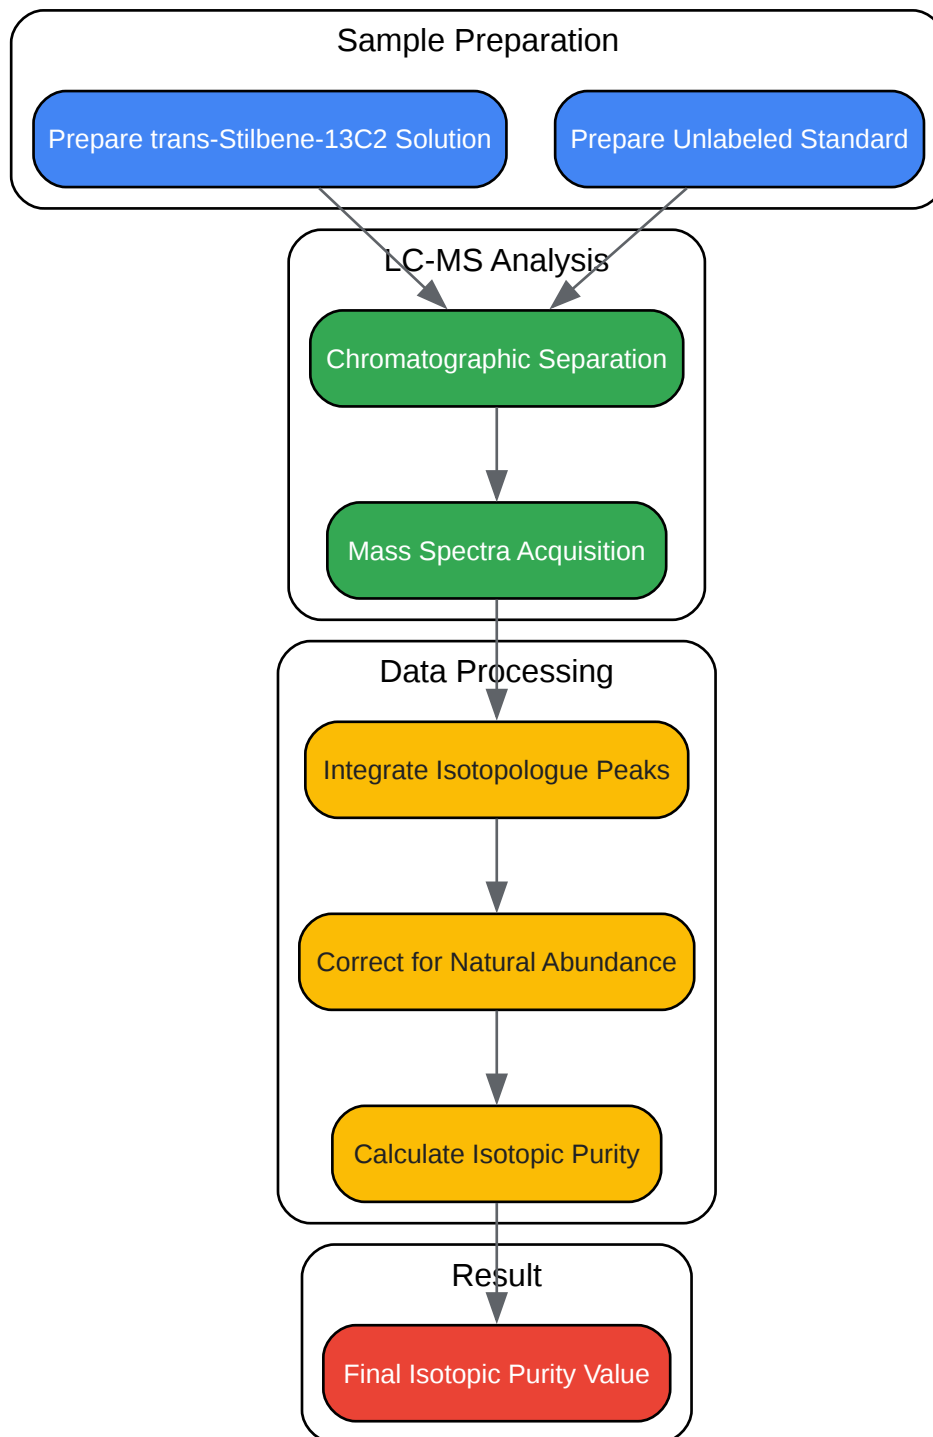 Sample Preparation
Prepare trans-Stilbene-13C2 Solution
Prepare Unlabeled Standard
LC-MS Analysis
Chromatographic Separation
Mass Spectra Acquisition
Data Processing
Integrate Isotopologue Peaks
Correct for Natural Abundance
Calculate Isotopic Purity
Result
Final Isotopic Purity Value